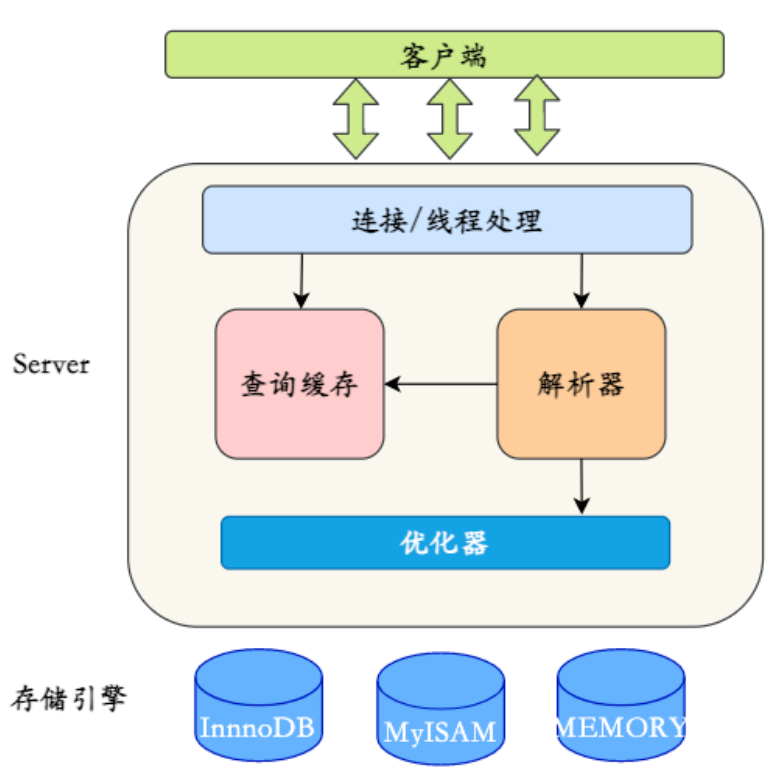 客户端
连接/线程处理
Server
查询缓存
解析器
优化器
存储引擎
InnnoDB
MyISAM
MEMORY